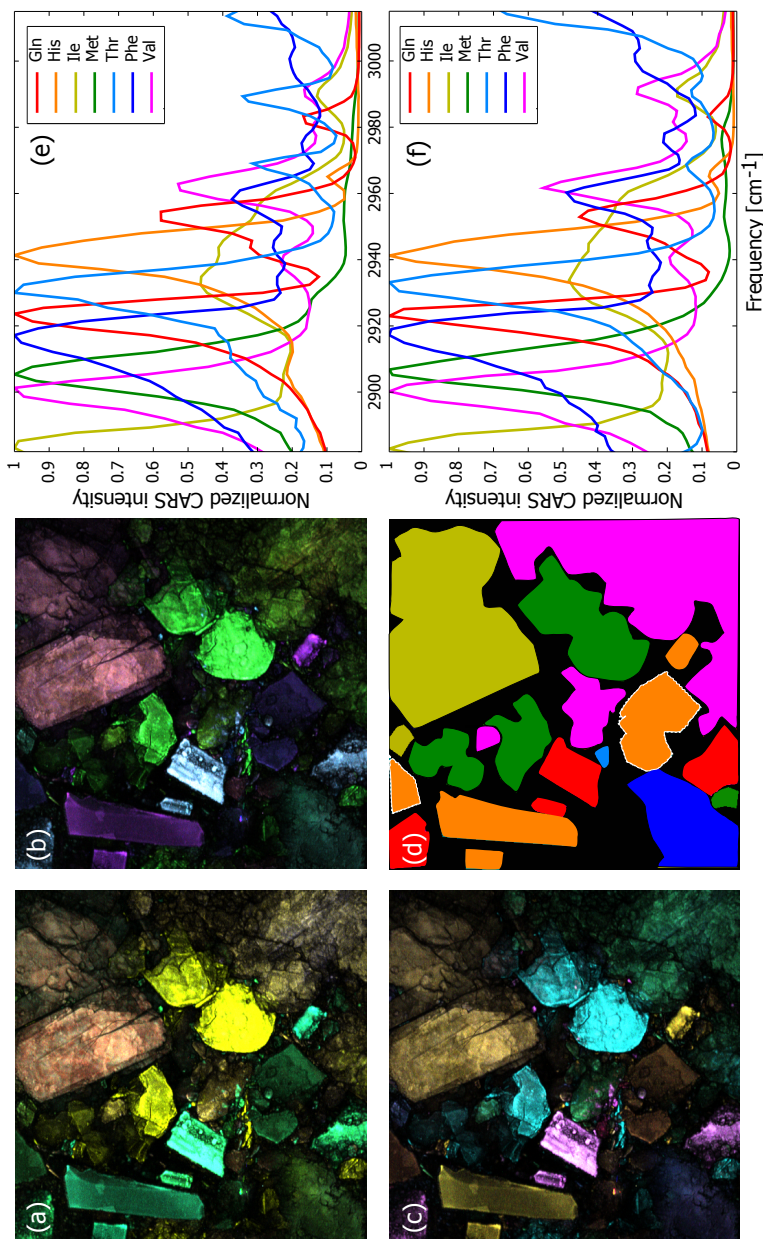 (a)
(b)
(c)
(d)
(e)
Gln
His
Ile
Met
Thr
Phe
Val
Normalized CARS intensity
1
0.9
0.8
0.7
0.6
0.5
0.4
0.3
0.2
0.1
0
2900
2920
2940
2960
2980
3000
(f)
Gln
His
Ile
Met
Thr
Phe
Val
Normalized CARS intensity
1
0.9
0.8
0.7
0.6
0.5
0.4
0.3
0.2
0.1
0
2900
2920
2940
2960
2980
3000
Frequency [cm-1]